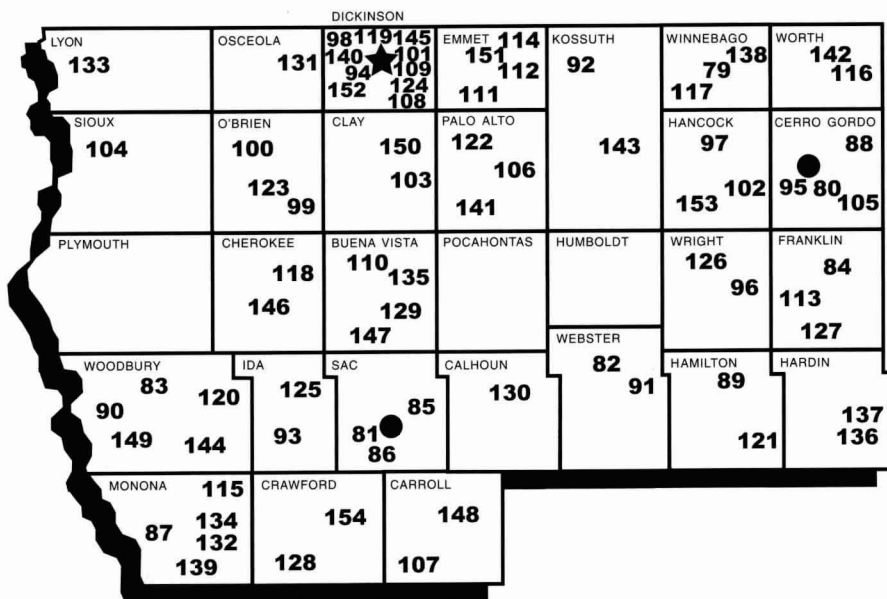 DICKINSON
LYON
133
OSCEOLA
131
98 119 145
140 101
94 109
152 124
108
EMMET 114
151
112
111
KOSSUTH
92
143
WINNEBAGO
138
79
117
WORTH
142
116
SIOUX
104
O'BRIEN
100
123
99
CLAY
150
103
PALO ALTO
122
106
141
HANCOCK
97
102
153
CERRO GORDO
88
95 80
105
PLYMOUTH
CHEROKEE
118
146
BUENA VISTA
110
135
129
147
POCAHONTAS
HUMBOLDT
WRIGHT
126
96
FRANKLIN
84
113
127
WOODBURY
83
120
90
149
144
IDA
125
93
SAC
85
81
86
CALHOUN
130
WEBSTER
82
91
HAMILTON
89
121
HARDIN
137
136
MONONA
115
134
87
132
139
CRAWFORD
154
128
CARROLL
148
107